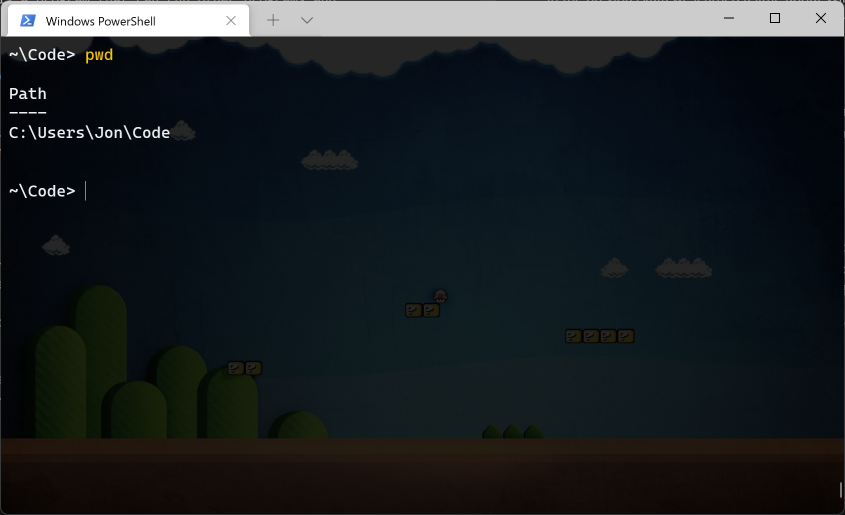 Windows PowerShell
~\Code> pwd
Path
----
C:\Users\Jon\Code
~\Code>